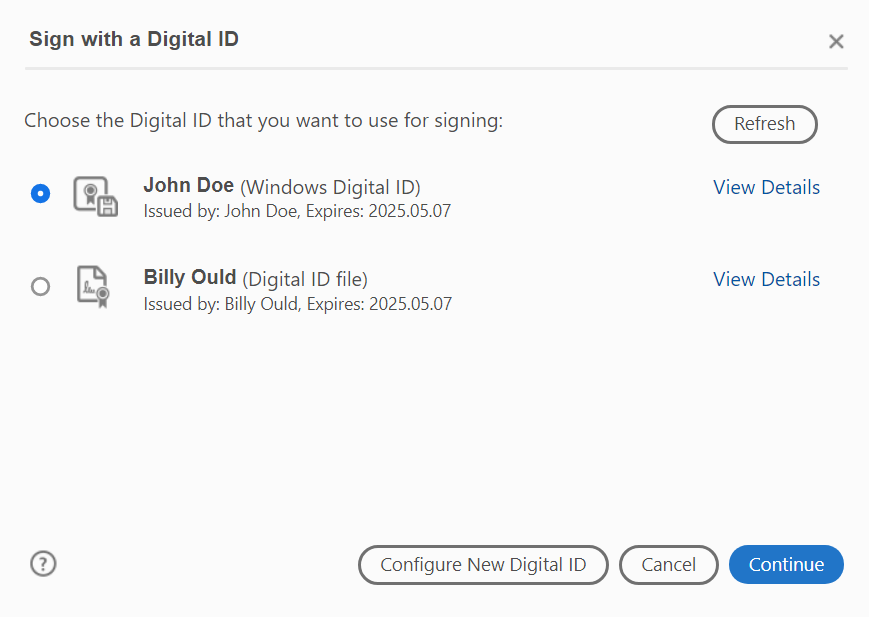 Sign with a Digital ID
Choose the Digital ID that you want to use for signing:
Refresh
John Doe (Windows Digital ID)
View Details
Issued by: John Doe, Expires: 2025.05.07
Billy Ould (Digital ID file)
View Details
Issued by: Billy Ould, Expires: 2025.05.07
?
Configure New Digital ID
Cancel
Continue